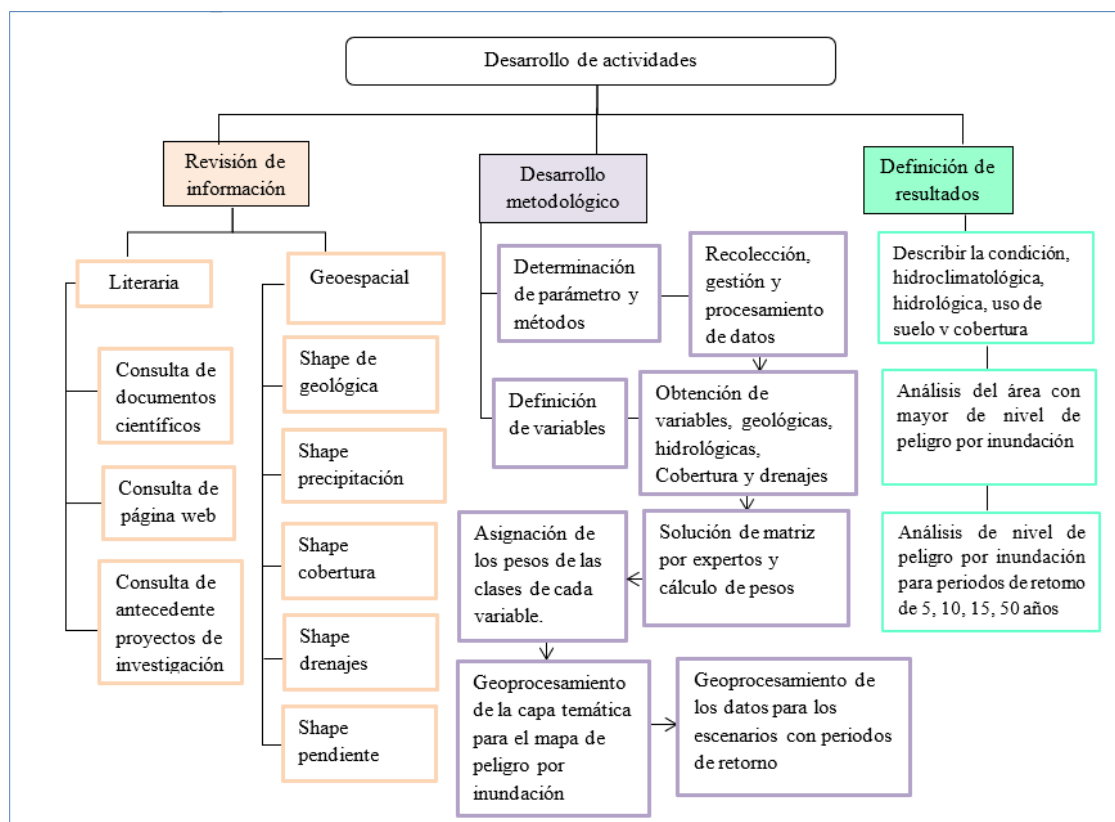 Desarrollo de actividades
Revisión de
información
Literaria
Consulta de
documentos
científicos
Consulta de
página web
Consulta de
antecedente
proyectos de
investigación
Geoespacial
Shape de
geológica
Shape
precipitación
Shape
cobertura
Shape
drenajes
Shape
pendiente
Desarrollo
metodológico
Determinación
de parámetro y
métodos
Recolección,
gestión y
procesamiento
de datos
Definición
de variables
Obtención de
variables, geológicas,
hidrológicas,
Cobertura y drenajes
Solución de matriz
por expertos y
cálculo de pesos
Asignación de
los pesos de las
clases de cada
variable.
Geoprocesamiento
de la capa temática
para el mapa de
peligro por
inundación
Geoprocesamiento de
los datos para los
escenarios con periodos
de retorno
Definición de
resultados
Describir la condición,
hidroclimatológica,
hidrológica, uso de
suelo y cobertura
Análisis del área con
mayor de nivel de
peligro por inundación
Análisis de nivel de
peligro por inundación
para periodos de retorno
de 5, 10, 15, 50 años